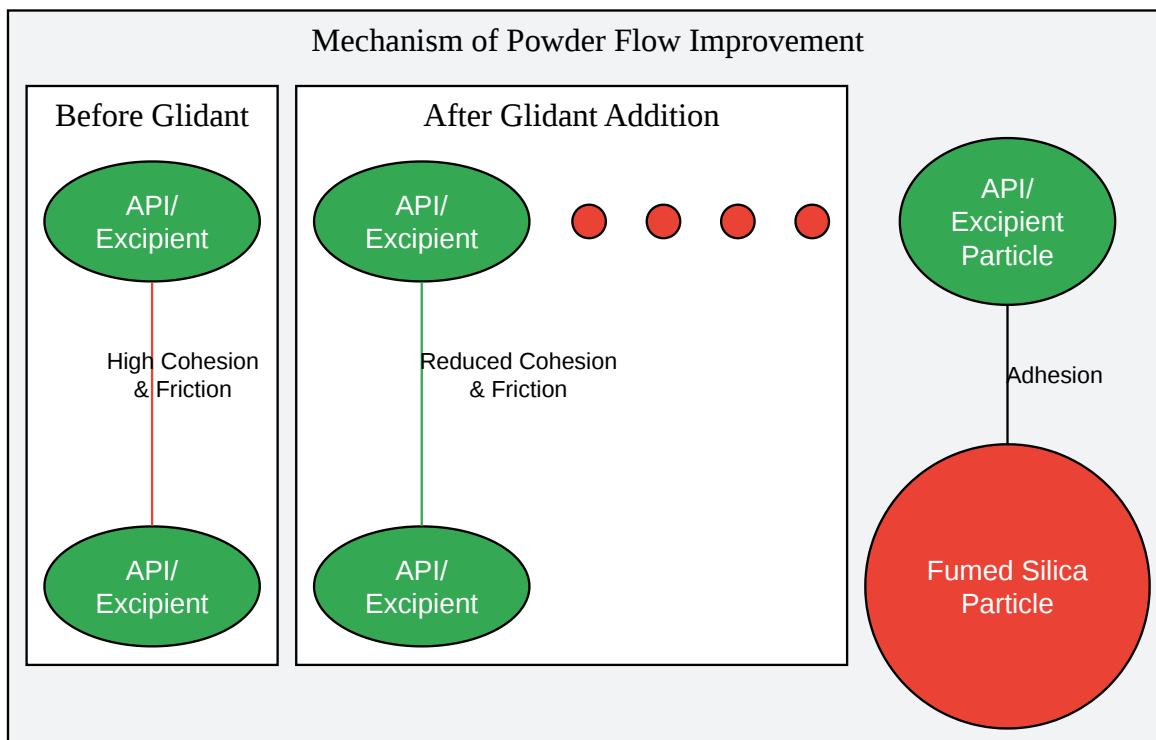 Mechanism of Powder Flow Improvement
Before Glidant
API/
Excipient
High Cohesion
& Friction
API/
Excipient
After Glidant Addition
API/
Excipient
Reduced Cohesion
& Friction
API/
Excipient
API/
Excipient
Particle
Adhesion
Fumed Silica
Particle